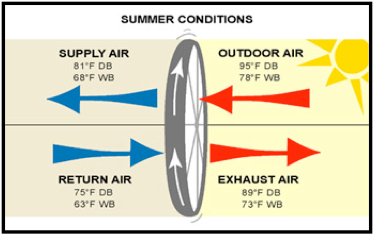 SUMMER CONDITIONS
SUPPLY AIR
81°F DB
68°F WB
OUTDOOR AIR
95°F DB
78°F WB
RETURN AIR
75°F DB
63°F WB
EXHAUST AIR
89°F DB
73°F WB